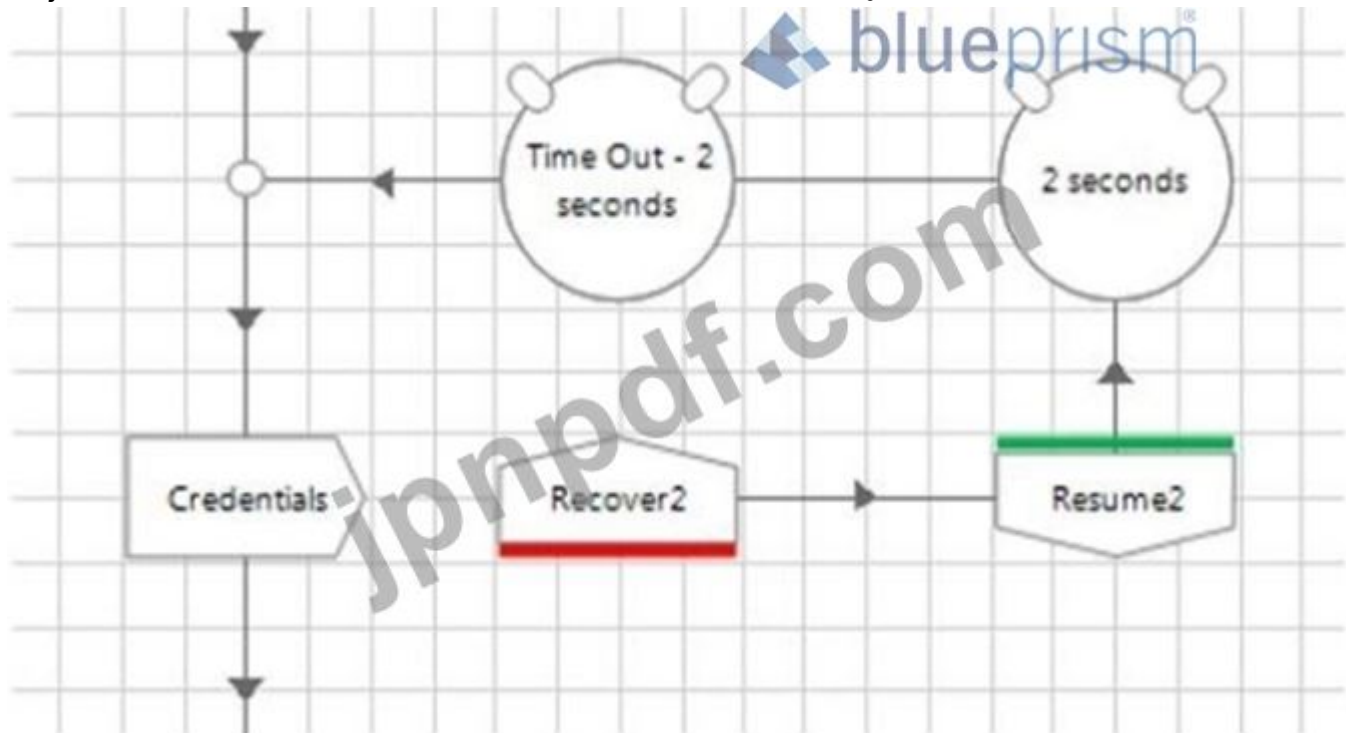 blueprism®
Time Out - 2
seconds
2 seconds
jpnpdf.com
Credentials
Recover2
Resume2